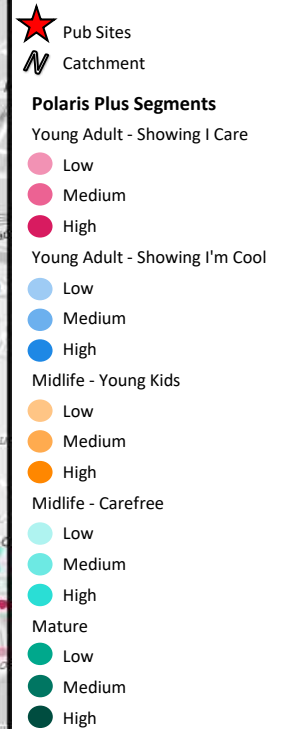 Pub Sites
Catchment
Polaris Plus Segments
Young Adult - Showing I Care
Low
Medium
High
Young Adult - Showing I'm Cool
Low
Medium
High
Midlife - Young Kids
Low
Medium
High
Midlife - Carefree
Low
Medium
High
Mature
Low
Medium
High